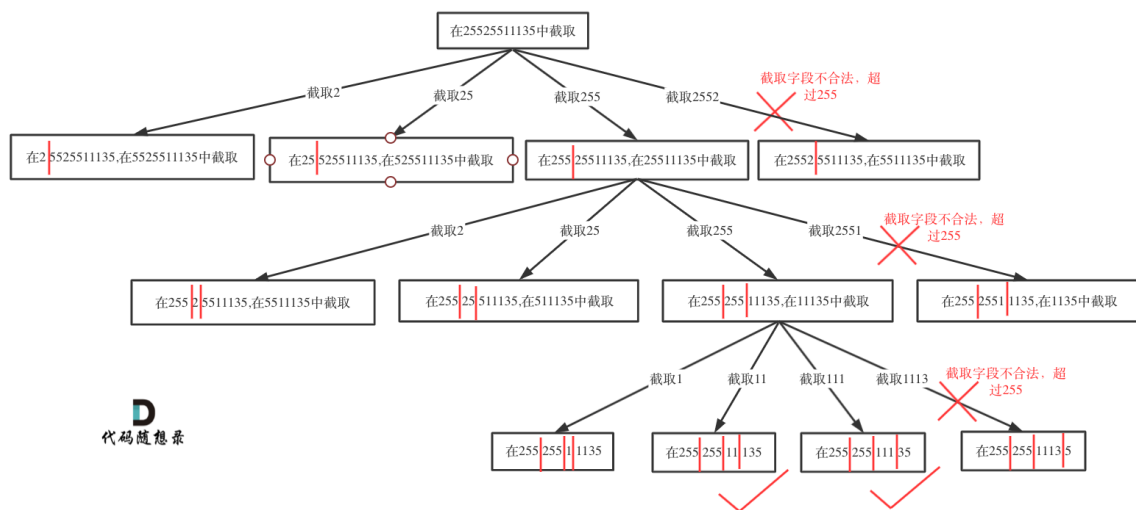 在25525511135中截取
截取2
截取25
截取255
截取2552
截取字段不合法，超
过255
在2 5525511135,在5525511135中截取
在25 525511135,在525511135中截取
在255 25511135,在25511135中截取
在2552 5511135,在5511135中截取
截取2
截取25
截取255
截取2551
截取字段不合法，超
过255
在255 2 5511135,在5511135中截取
在255 25 511135,在511135中截取
在255 255 11135,在11135中截取
在255 2551 1135,在1135中截取
截取1
截取11
截取111
截取1113
截取字段不合法，超
过255
在255 255 1 1135
在255 255 11 135
在255 255 111 35
在255 255 1113 5
代码随想录